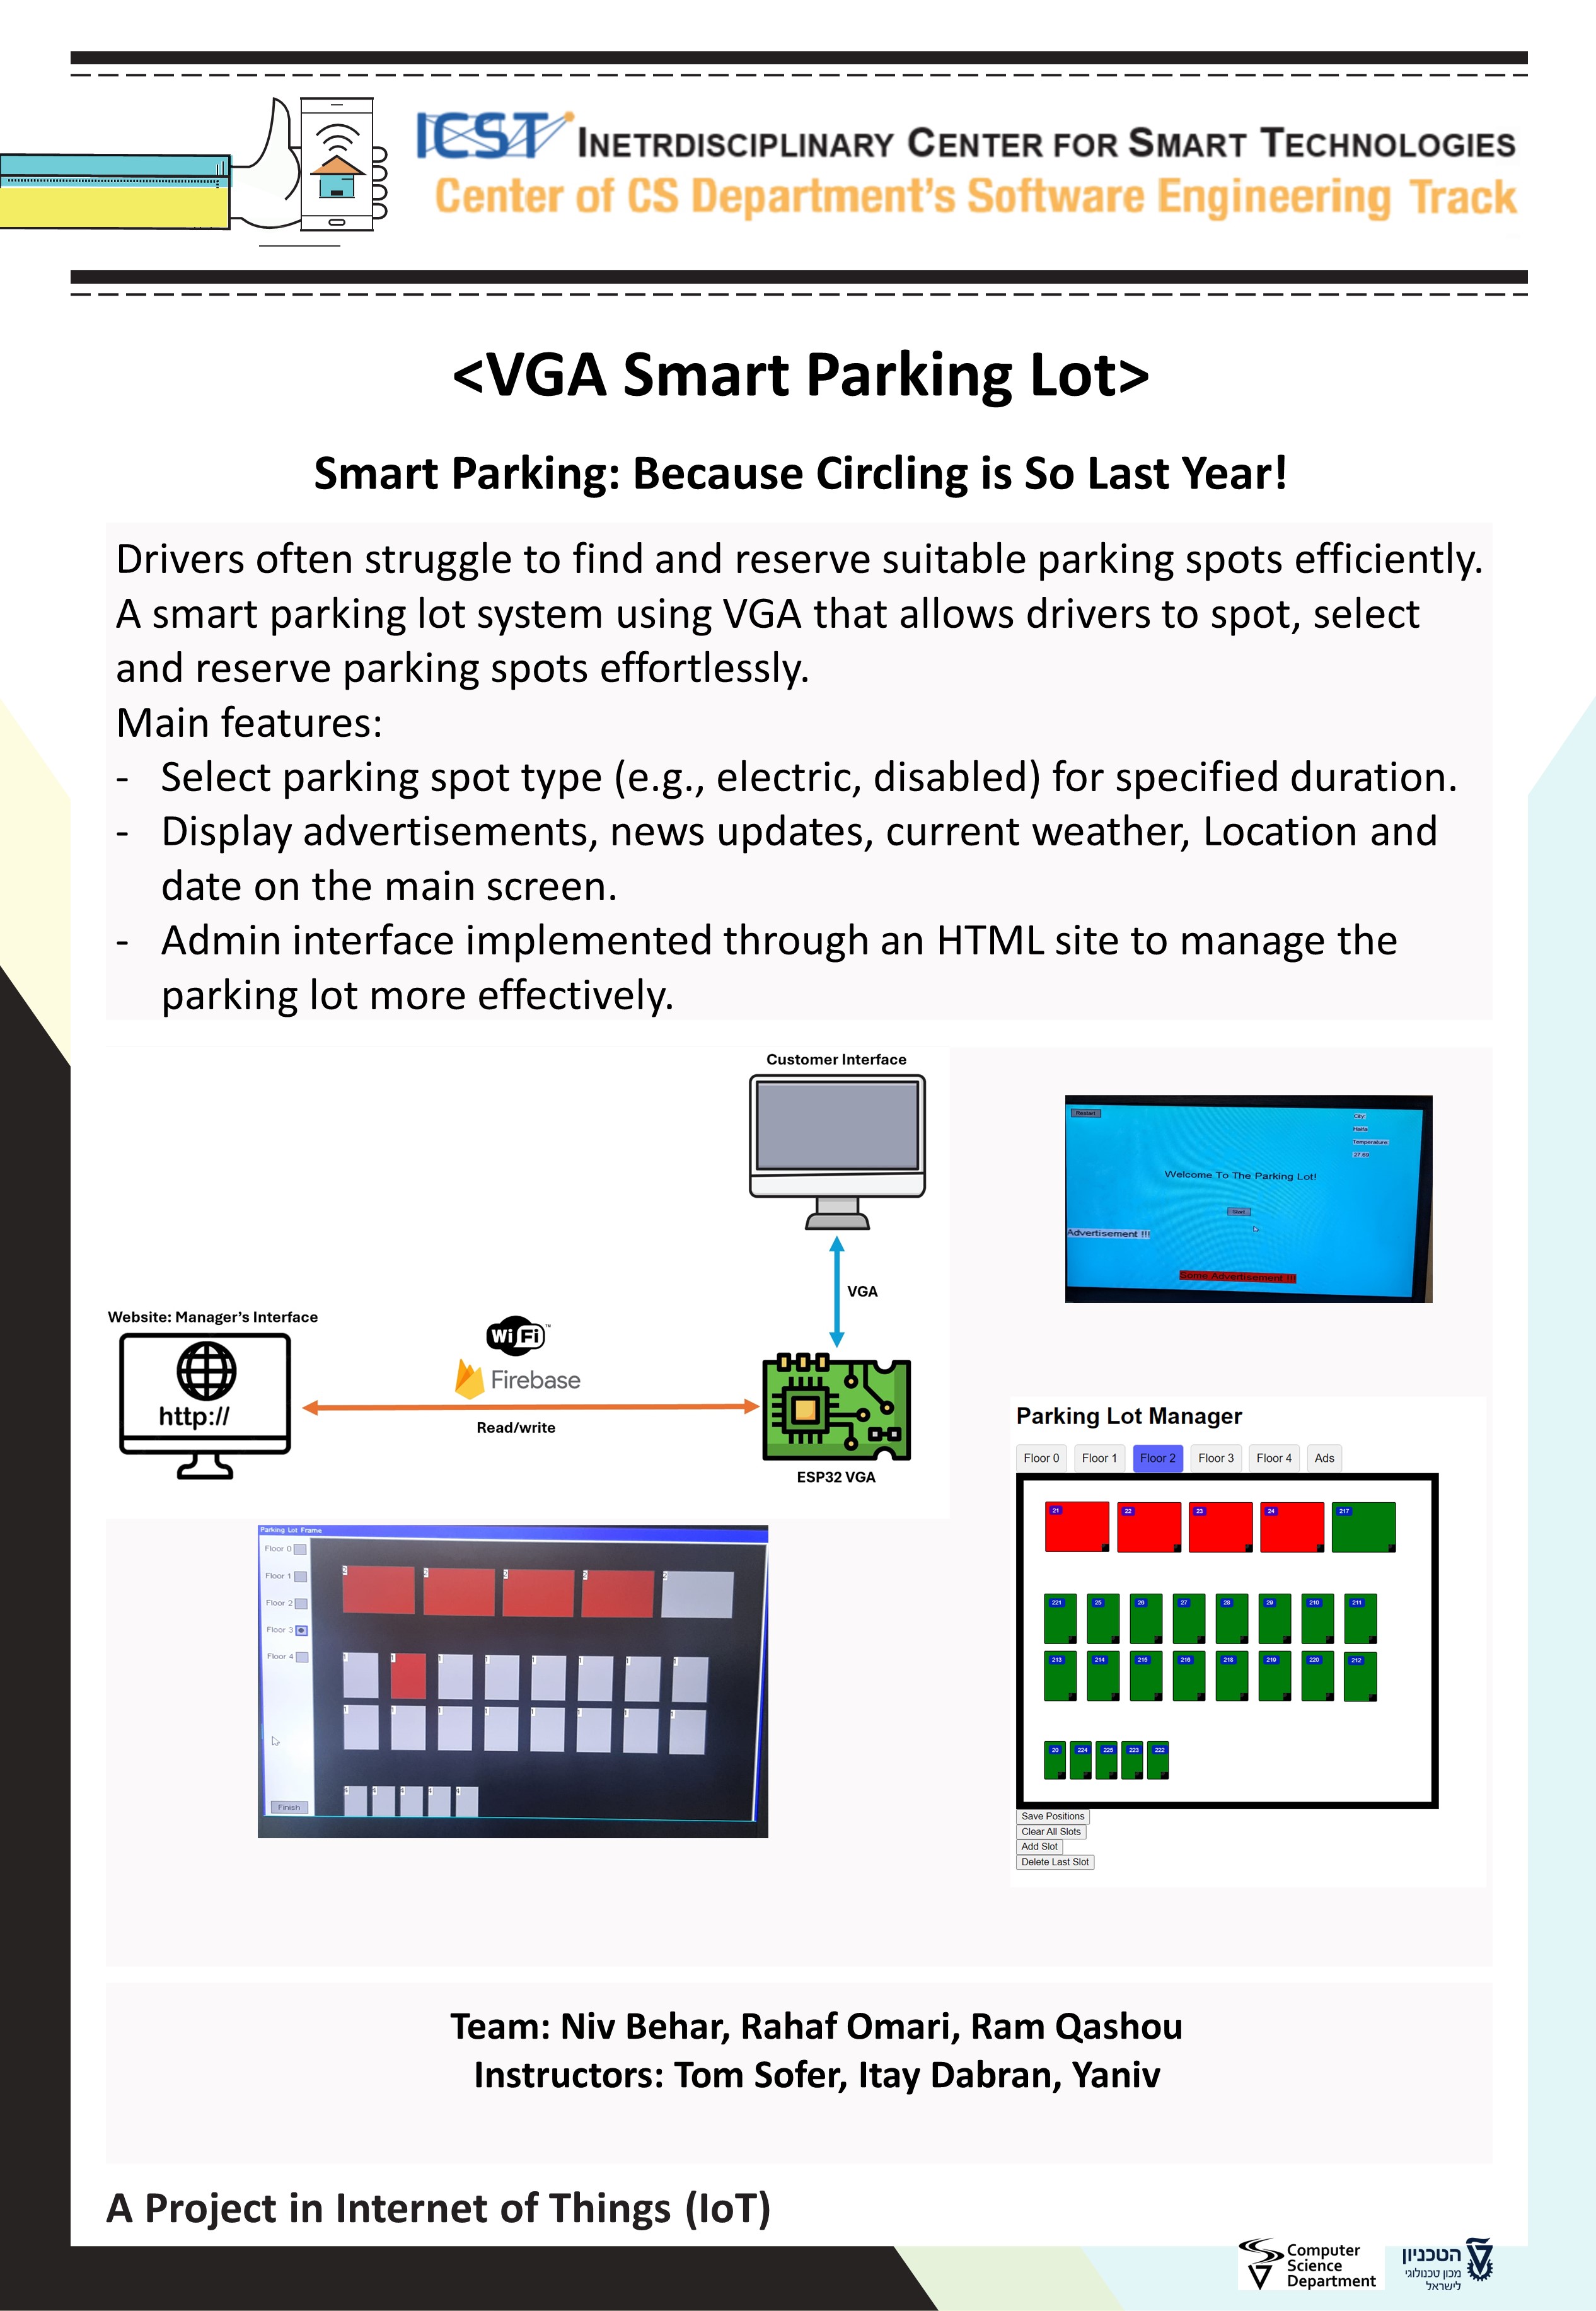 ICST INETRDISCIPLINARY CENTER FOR SMART TECHNOLOGIES
Center of CS Department's Software Engineering Track
<VGA Smart Parking Lot>
Smart Parking: Because Circling is So Last Year!
Drivers often struggle to find and reserve suitable parking spots efficiently.
A smart parking lot system using VGA that allows drivers to spot, select
and reserve parking spots effortlessly.
Main features:
- Select parking spot type (e.g., electric, disabled) for specified duration.
- Display advertisements, news updates, current weather, Location and
date on the main screen.
- Admin interface implemented through an HTML site to manage the
parking lot more effectively.
Customer Interface
VGA
Website: Manager's Interface
http://
WiFi™
Firebase
Read/write
ESP32 VGA
Restart
City:
Haifa
Temperature:
27.69
Welcome To The Parking Lot!
Start
Advertisement !!!
Some Advertisement !!!
Parking Lot Manager
Floor 0 Floor 1 Floor 2 Floor 3 Floor 4 Ads
21 22 23 24 217
221 25 26 27 28 29 210 211
213 214 215 216 218 219 220 212
20 224 225 223 222
Save Positions
Clear All Slots
Add Slot
Delete Last Slot
Parking Lot Frame
Floor 0
Floor 1
Floor 2
Floor 3
Floor 4
Finish
Team: Niv Behar, Rahaf Omari, Ram Qashou
Instructors: Tom Sofer, Itay Dabran, Yaniv
A Project in Internet of Things (IoT)
Computer
Science
Department
הטכניון
מכון טכנולוגי
לישראל